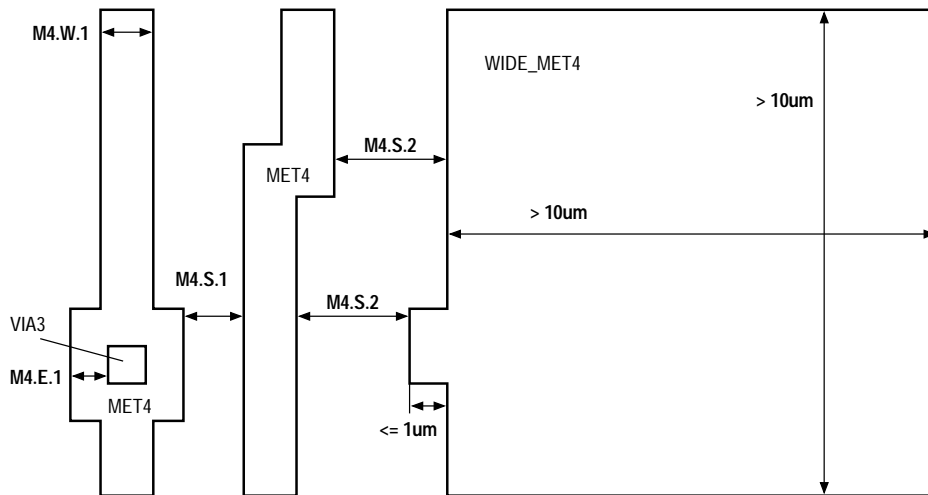 M4.W.1
WIDE_MET4
> 10um
M4.S.2
MET4
> 10um
M4.S.1
M4.S.2
VIA3
M4.E.1
MET4
<= 1um